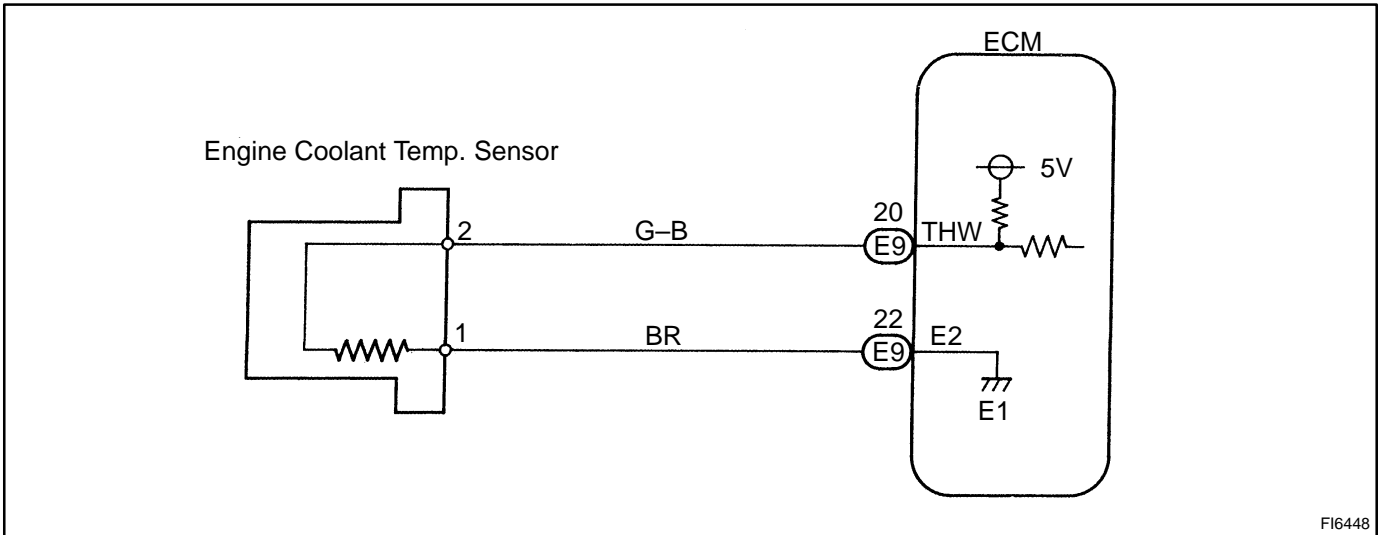 ECM
Engine Coolant Temp. Sensor
5V
2
G–B
20
E9
THW
1
BR
22
E9
E2
E1
FI6448